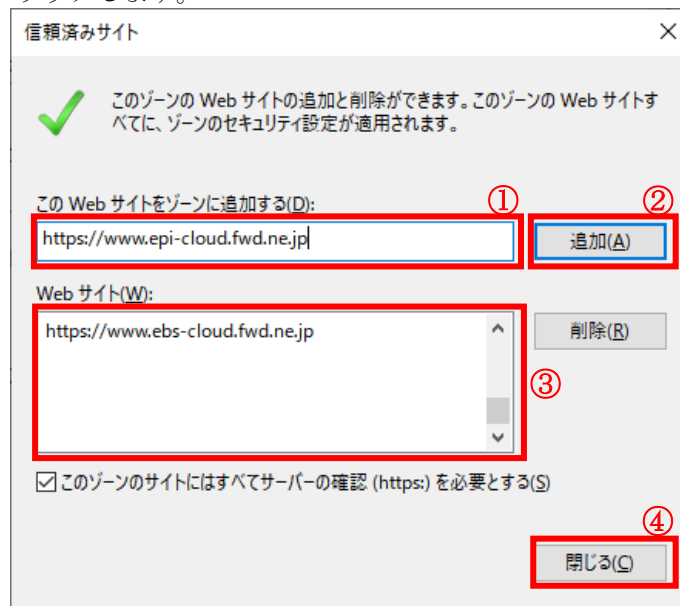 信頼済みサイト
このゾーンの Web サイトの追加と削除ができます。このゾーンの Web サイトす
べてに、ゾーンのセキュリティ設定が適用されます。
この Web サイトをゾーンに追加する(D):
①
②
https://www.epi-cloud.fwd.ne.jp
追加(A)
Web サイト(W):
https://www.ebs-cloud.fwd.ne.jp
削除(R)
③
このゾーンのサイトにはすべてサーバーの確認 (https:) を必要とする(S)
④
閉じる(C)